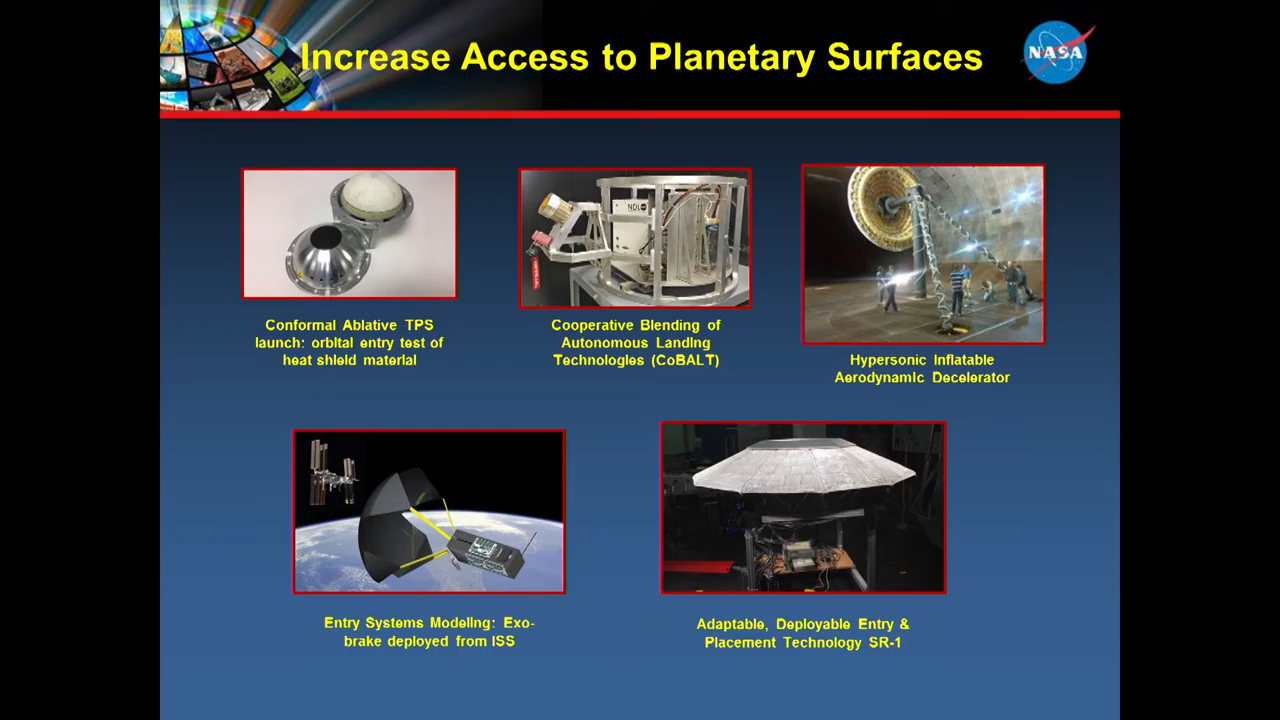 Increase Access to Planetary Surfaces
NASA
NDL
Conformal Ablative TPS
launch: orbital entry test of
heat shield material
Cooperative Blending of
Autonomous Landing
Technologies (CoBALT)
Hypersonic Inflatable
Aerodynamic Decelerator
Entry Systems Modeling: Exo-
brake deployed from ISS
Adaptable, Deployable Entry &
Placement Technology SR-1